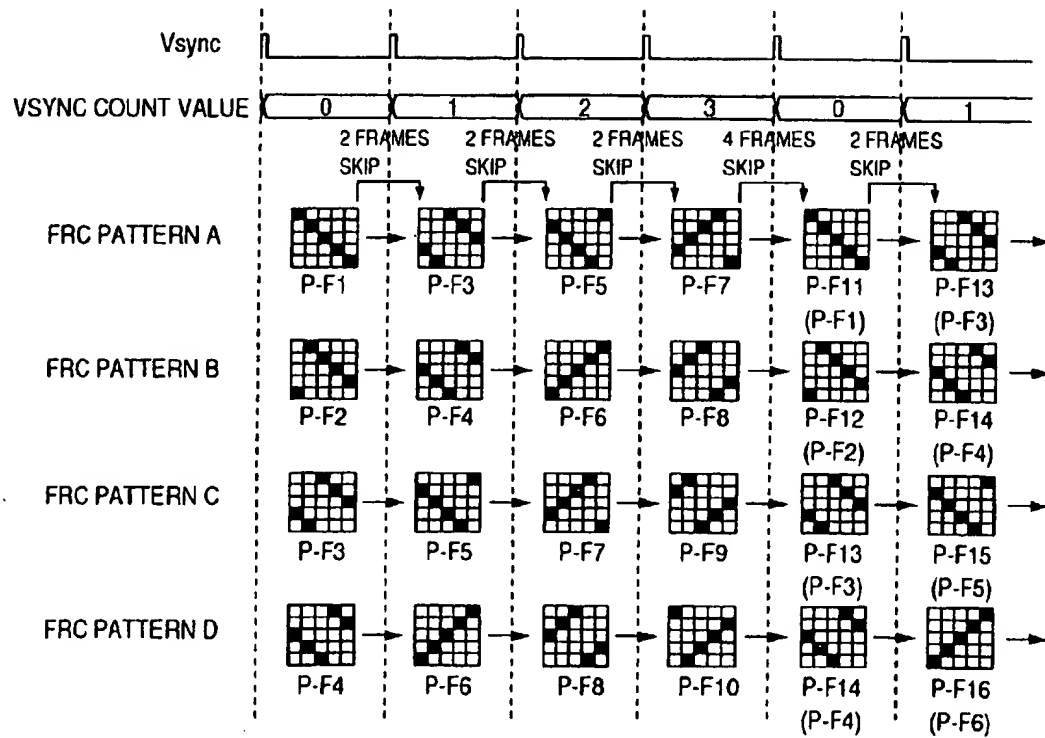 Vsync
VSYNC COUNT VALUE 0 1 2 3 0 1
2 FRAMES SKIP 2 FRAMES SKIP 2 FRAMES SKIP 4 FRAMES SKIP 2 FRAMES SKIP
FRC PATTERN A
P-F1 P-F3 P-F5 P-F7 P-F11 P-F13
(P-F1) (P-F3)
FRC PATTERN B
P-F2 P-F4 P-F6 P-F8 P-F12 P-F14
(P-F2) (P-F4)
FRC PATTERN C
P-F3 P-F5 P-F7 P-F9 P-F13 P-F15
(P-F3) (P-F5)
FRC PATTERN D
P-F4 P-F6 P-F8 P-F10 P-F14 P-F16
(P-F4) (P-F6)